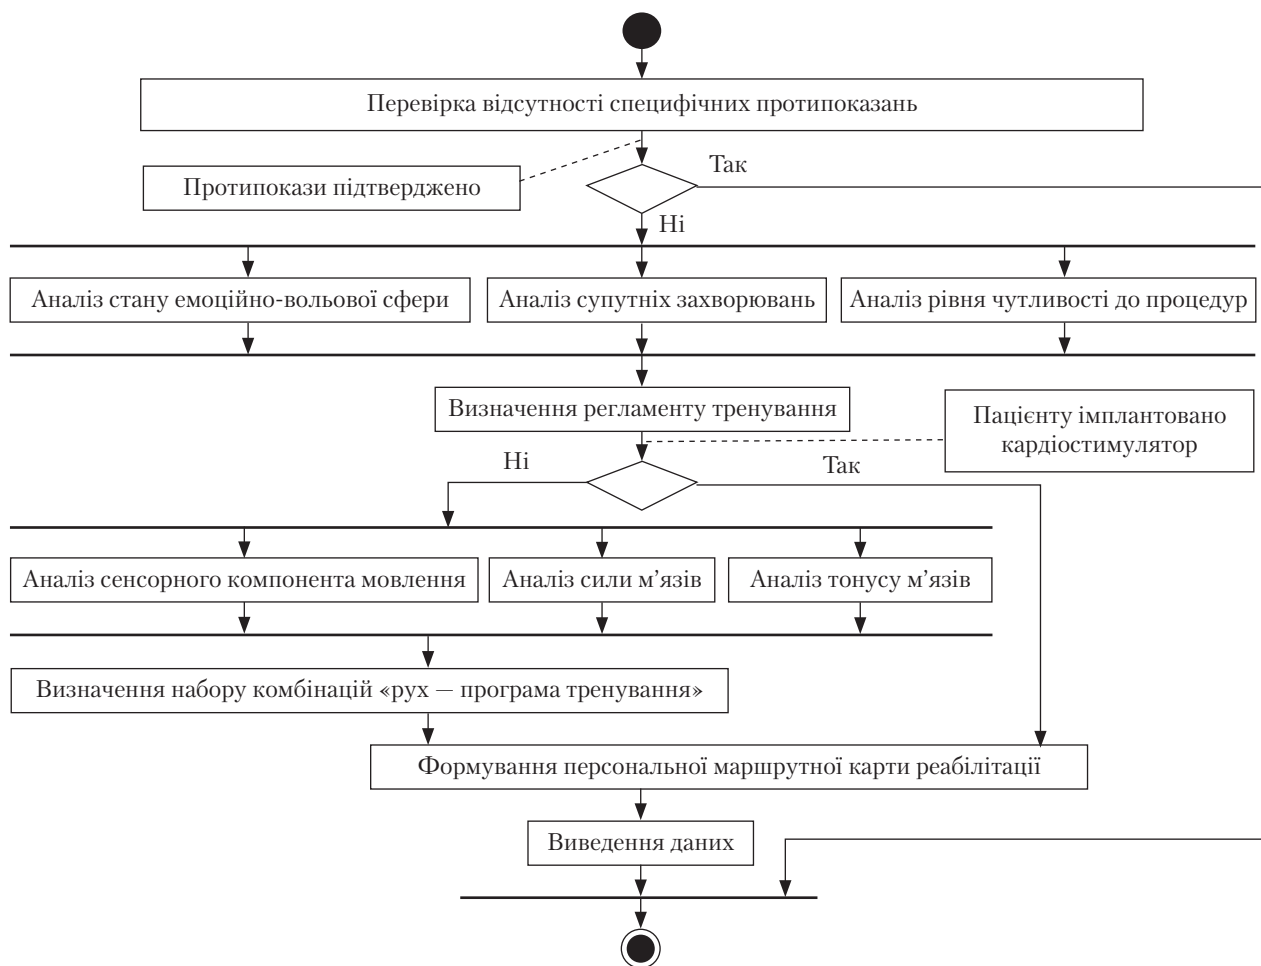 Перевірка відсутності специфічних протипоказань
Так
Протипокази підтверджено
Ні
Аналіз стану емоційно-вольової сфери
Аналіз супутніх захворювань
Аналіз рівня чутливості до процедур
Визначення регламенту тренування
Пацієнту імплантовано
кардіостимулятор
Ні
Так
Аналіз сенсорного компонента мовлення
Аналіз сили м’язів
Аналіз тонусу м’язів
Визначення набору комбінацій «рух — програма тренування»
Формування персональної маршрутної карти реабілітації
Виведення даних